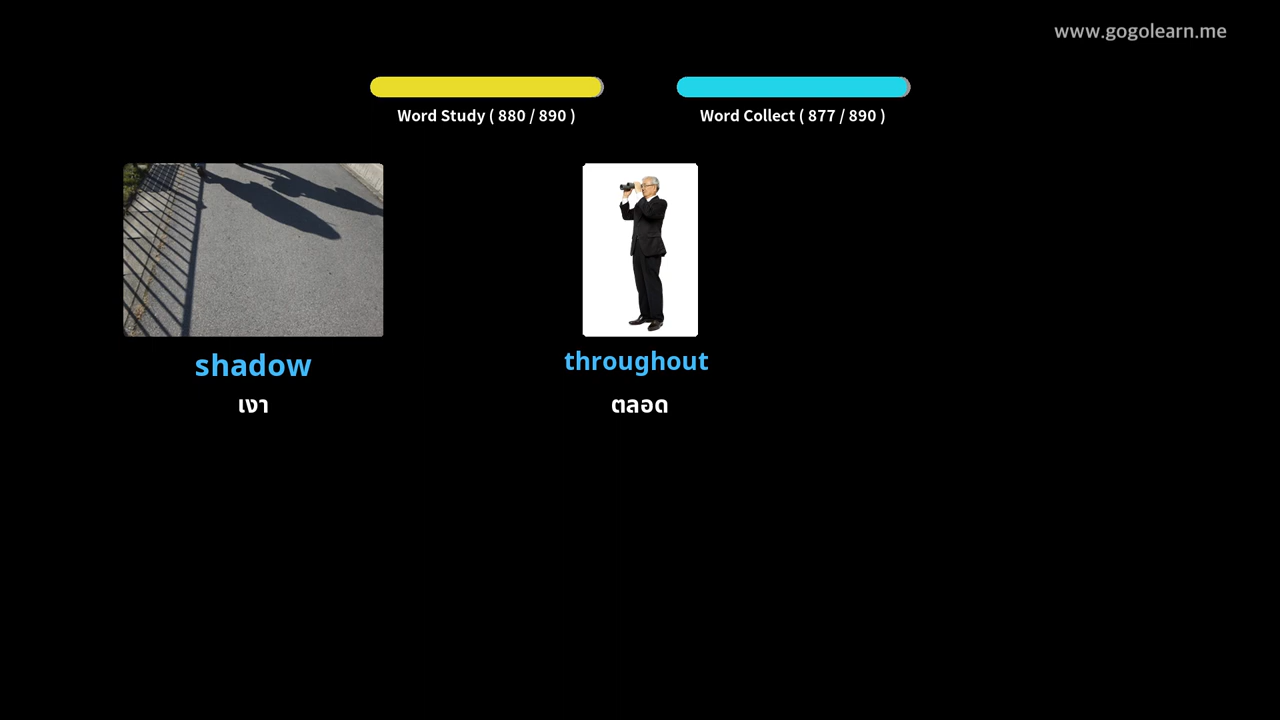 www.gogolearn.me
Word Study ( 880 / 890 )
Word Collect ( 877 / 890 )
shadow
เงา
throughout
ตลอด